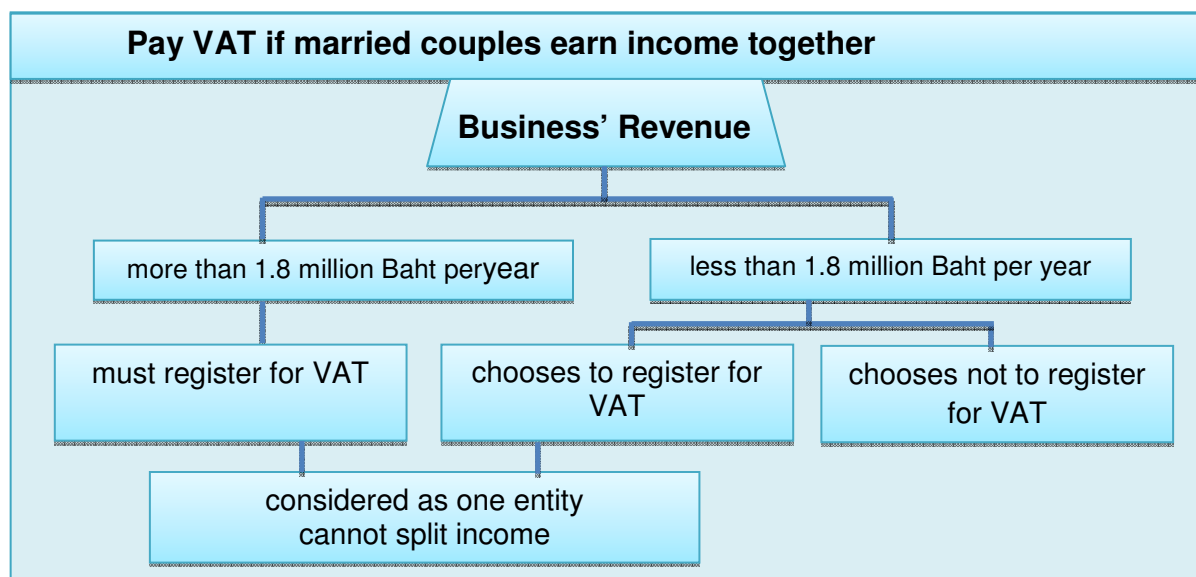 Pay VAT if married couples earn income together
Business’ Revenue
more than 1.8 million Baht peryear
less than 1.8 million Baht per year
must register for VAT
chooses to register for
VAT
chooses not to register
for VAT
considered as one entity
cannot split income